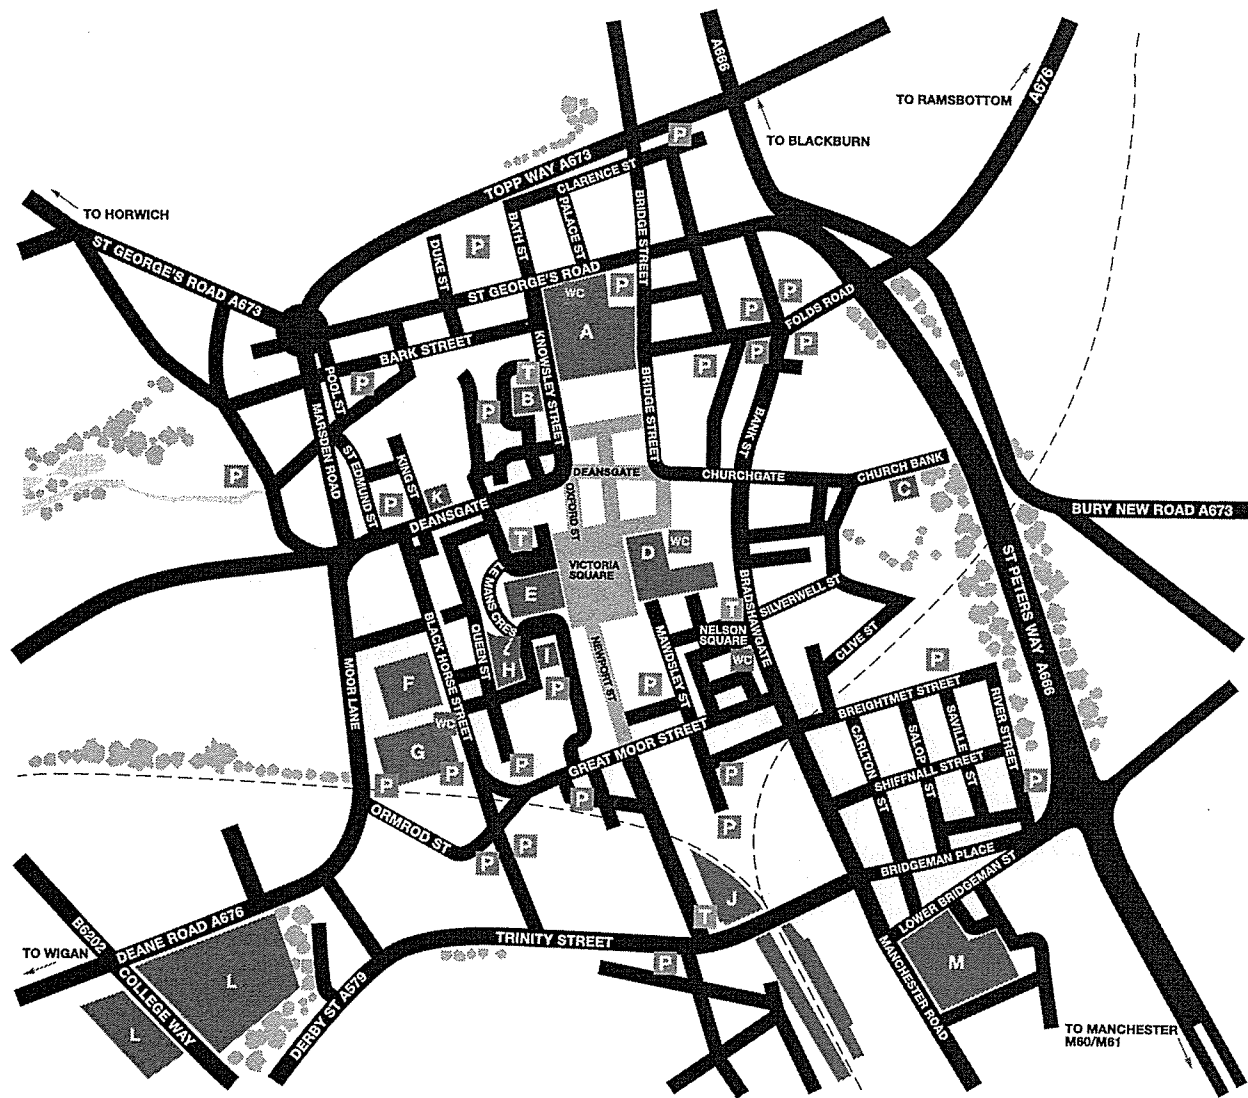 A666
A676
TO RAMSBOTTOM
TO BLACKBURN
P
TOPP WAY A673
CLARENCE ST
TO HORWICH
BATH ST
PALACE ST
BRIDGE STREET
ST GEORGE'S ROAD A673
DUKE ST
P
ST GEORGE'S ROAD
WC
P
A
P
P
FOLDS ROAD
BARK STREET
KNOWSLEY STREET
P
P
P
POOL ST
P
T
B
P
BRIDGE STREET
BANK ST
MARSDEN ROAD
ST EDMUND ST
KING ST
P
P
K
DEANSGATE
DEANSGATE
CHURCHGATE
CHURCH BANK
C
OXFORD ST
BURY NEW ROAD A673
T
VICTORIA
SQUARE
D
WC
E
LE MANS CRES
BRADSHAWGATE
SILVERWELL ST
ST PETERS WAY A666
T
NELSON
SQUARE
WC
CLIVE ST
BLACK HORSE STREET
QUEEN ST
MAWDSLEY ST
NEWPORT ST
H
T
P
P
P
MOOR LANE
F
WC
G
BREIGHTMET STREET
RIVER STREET
SAVILLE ST
SALOP ST
CARLTON ST
SHIFFNALL STREET
GREAT MOOR STREET
P
P
P
P
P
P
P
ORMROD ST
P
P
BRIDGEMAN PLACE
LOWER BRIDGEMAN ST
J
T
TRINITY STREET
P
DEANE ROAD A676
B6202
TO WIGAN
COLLEGE WAY
L
L
DERBY ST A579
MANCHESTER ROAD
M
TO MANCHESTER
M60/M61